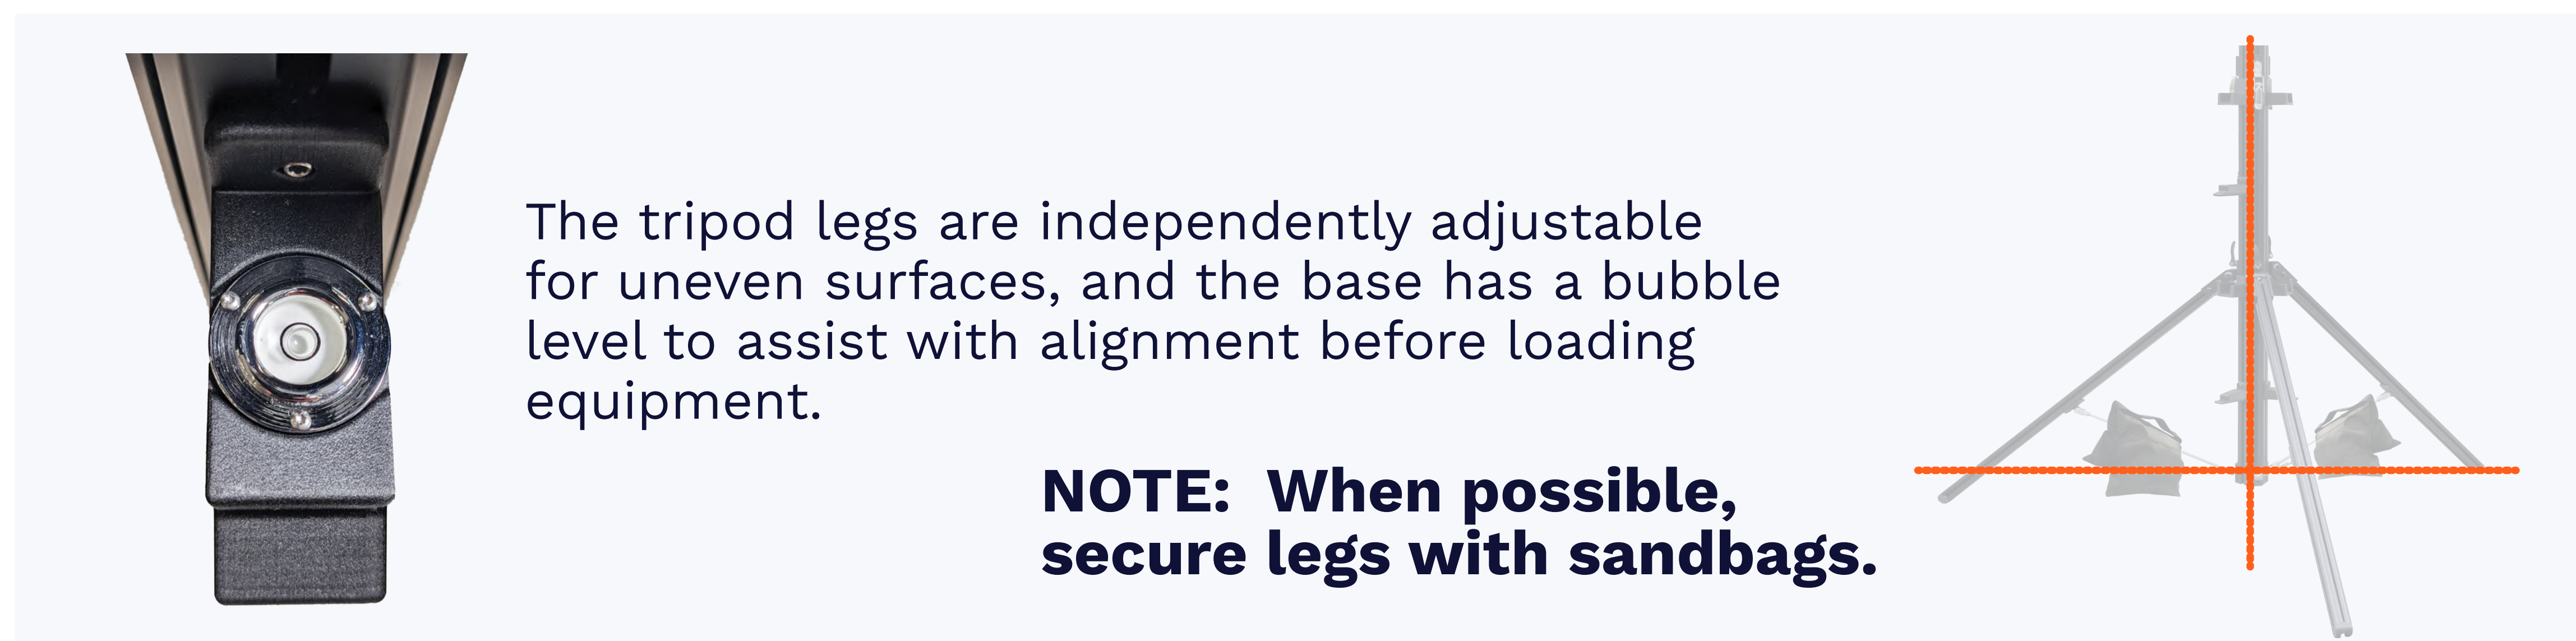 The tripod legs are independently adjustable
for uneven surfaces, and the base has a bubble
level to assist with alignment before loading
equipment.
NOTE:  When possible,
secure legs with sandbags.